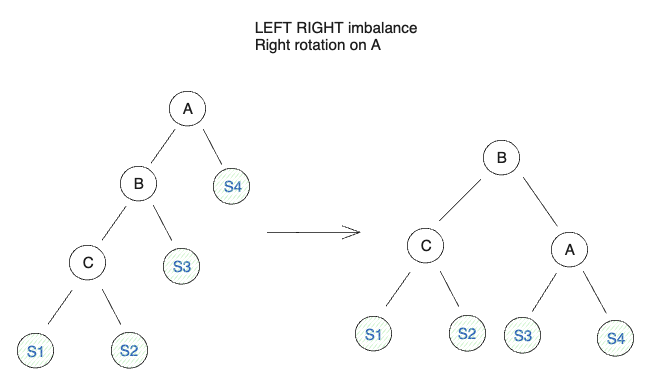 LEFT RIGHT imbalance
Right rotation on A
A
B
B
S4
C
A
C
S3
S1
S2
S3
S4
S1
S2